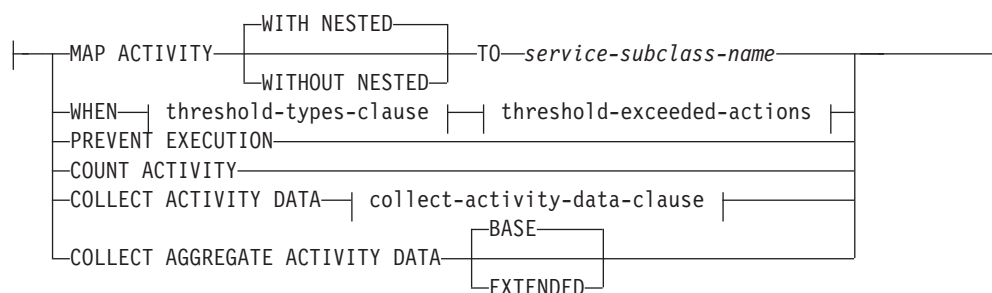 WITH NESTED
MAP ACTIVITY TO service-subclass-name
WITHOUT NESTED
WHEN threshold-types-clause threshold-exceeded-actions
PREVENT EXECUTION
COUNT ACTIVITY
COLLECT ACTIVITY DATA collect-activity-data-clause
BASE
COLLECT AGGREGATE ACTIVITY DATA
EXTENDED